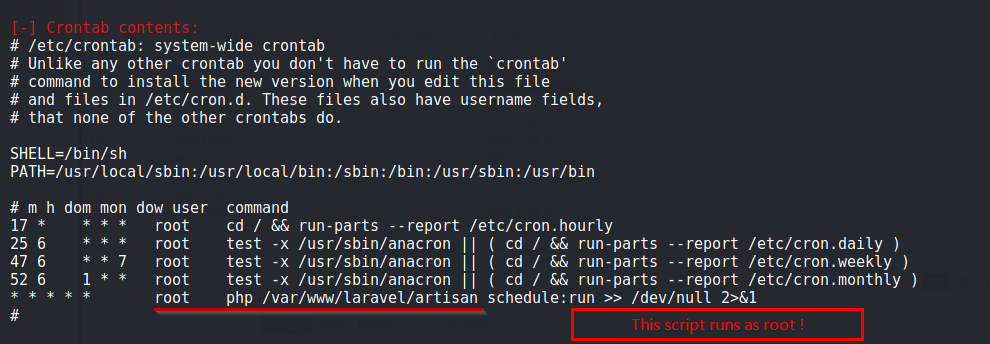 [-] Crontab contents:
# /etc/crontab: system-wide crontab
# Unlike any other crontab you don't have to run the `crontab'
# command to install the new version when you edit this file
# and files in /etc/cron.d. These files also have username fields,
# that none of the other crontabs do.
SHELL=/bin/sh
PATH=/usr/local/sbin:/usr/local/bin:/sbin:/bin:/usr/sbin:/usr/bin
# m h dom mon dow user  command
17 *    * * *   root    cd / && run-parts --report /etc/cron.hourly
25 6    * * *   root    test -x /usr/sbin/anacron || ( cd / && run-parts --report /etc/cron.daily )
47 6    * * 7   root    test -x /usr/sbin/anacron || ( cd / && run-parts --report /etc/cron.weekly )
52 6    1 * *   root    test -x /usr/sbin/anacron || ( cd / && run-parts --report /etc/cron.monthly )
* * * * *       root    php /var/www/laravel/artisan schedule:run >> /dev/null 2>&1
#
This script runs as root !